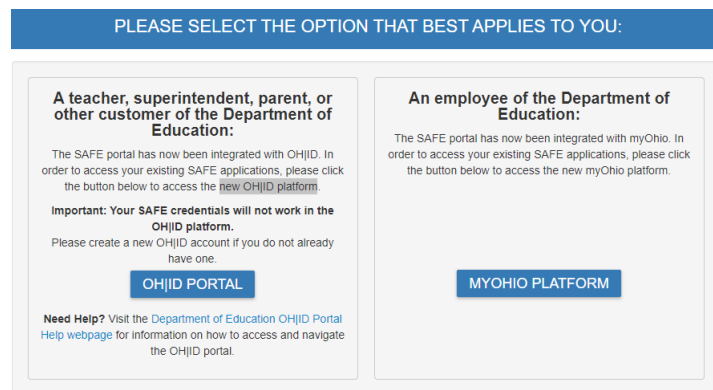 PLEASE SELECT THE OPTION THAT BEST APPLIES TO YOU:
A teacher, superintendent, parent, or
other customer of the Department of
Education:
The SAFE portal has now been integrated with OH|ID. In
order to access your existing SAFE applications, please click
the button below to access the new OH|ID platform.
Important: Your SAFE credentials will not work in the
OH|ID platform.
Please create a new OH|ID account if you do not already
have one.
OH|ID PORTAL
Need Help? Visit the Department of Education OH|ID Portal
Help webpage for information on how to access and navigate
the OH|ID portal.
An employee of the Department of
Education:
The SAFE portal has now been integrated with myOhio. In
order to access your existing SAFE applications, please click
the button below to access the new myOhio platform.
MYOHIO PLATFORM